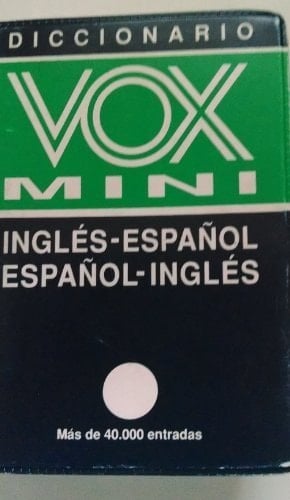 DICCIONARIO
VOX
MINI
INGLÉS-ESPAÑOL
ESPAÑOL-INGLÉS
Más de 40.000 entradas